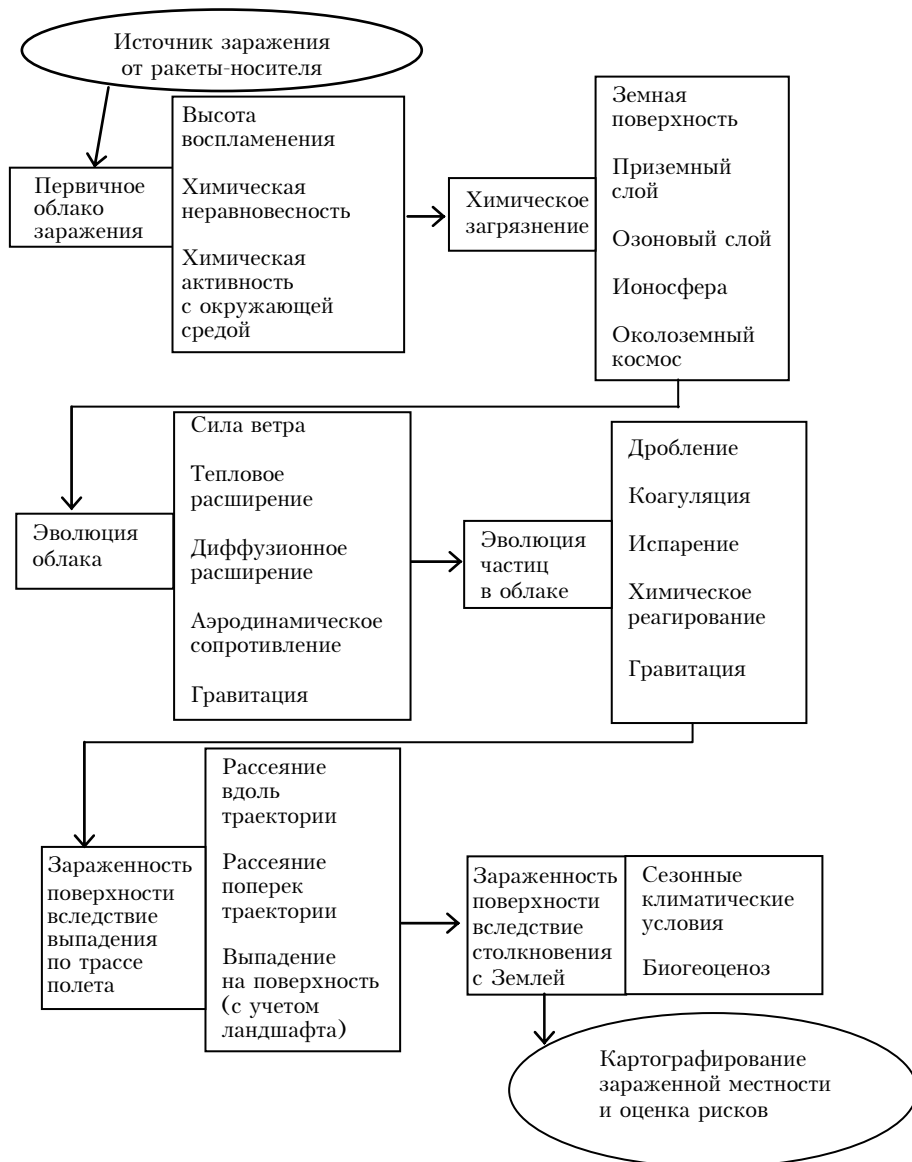 Источник заражения
от ракеты-носителя
Первичное
облако
заражения
Высота
воспламенения
Химическая
неравновесность
Химическая
активность
с окружающей
средой
Химическое
загрязнение
Земная
поверхность
Приземный
слой
Озоновый слой
Ионосфера
Околоземный
космос
Эволюция
облака
Сила ветра
Тепловое
расширение
Диффузионное
расширение
Аэродинамическое
сопротивление
Гравитация
Эволюция
частиц
в облаке
Дробление
Коагуляция
Испарение
Химическое
реагирование
Гравитация
Зараженность
поверхности
вследствие
выпадения
по трассе
полета
Рассеяние
вдоль
траектории
Рассеяние
поперек
траектории
Выпадение
на поверхность
(с учетом
ландшафта)
Зараженность
поверхности
вследствие
столкновения
с Землей
Сезонные
климатические
условия
Биогеоценоз
Картографирование
зараженной местности
и оценка рисков